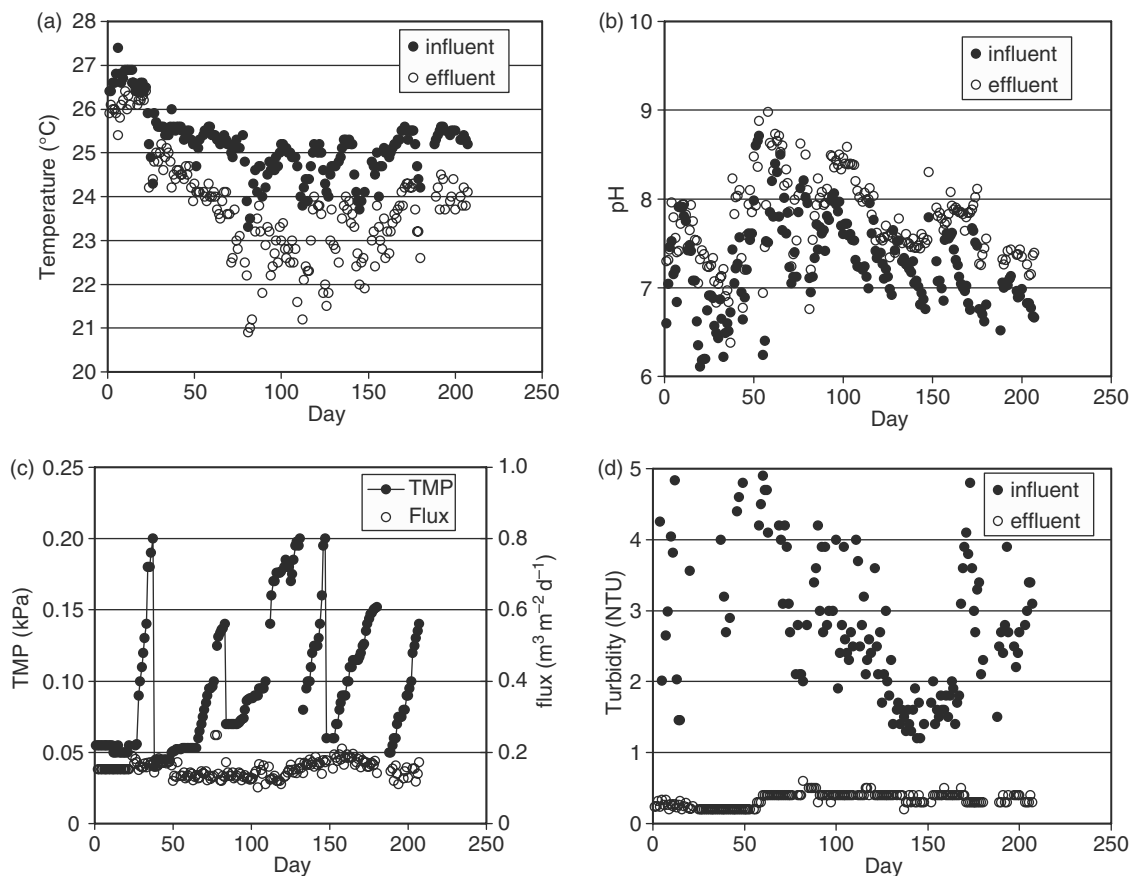 (a)
28
27
26
25
24
23
22
21
20
Temperature (°C)
influent
effluent
0 50 100 150 200 250
Day
(b)
10
9
8
7
6
pH
influent
effluent
0 50 100 150 200 250
Day
(c)
0.25
0.20
0.15
0.10
0.05
0
TMP (kPa)
TMP
Flux
1.0
0.8
0.6
0.4
0.2
0.0
flux (m³ m⁻² d⁻¹)
0 50 100 150 200 250
Day
(d)
5
4
3
2
1
0
Turbidity (NTU)
influent
effluent
0 50 100 150 200 250
Day